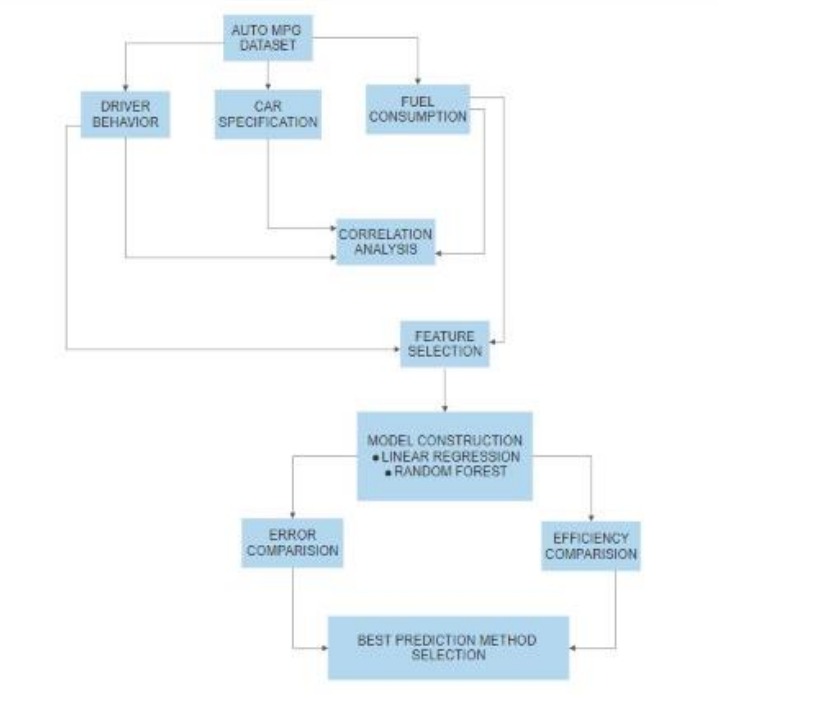 AUTO MPG
DATASET
DRIVER
BEHAVIOR
CAR
SPECIFICATION
FUEL
CONSUMPTION
CORRELATION
ANALYSIS
FEATURE
SELECTION
MODEL CONSTRUCTION
● LINEAR REGRESSION
● RANDOM FOREST
ERROR
COMPARISION
EFFICIENCY
COMPARISION
BEST PREDICTION METHOD
SELECTION